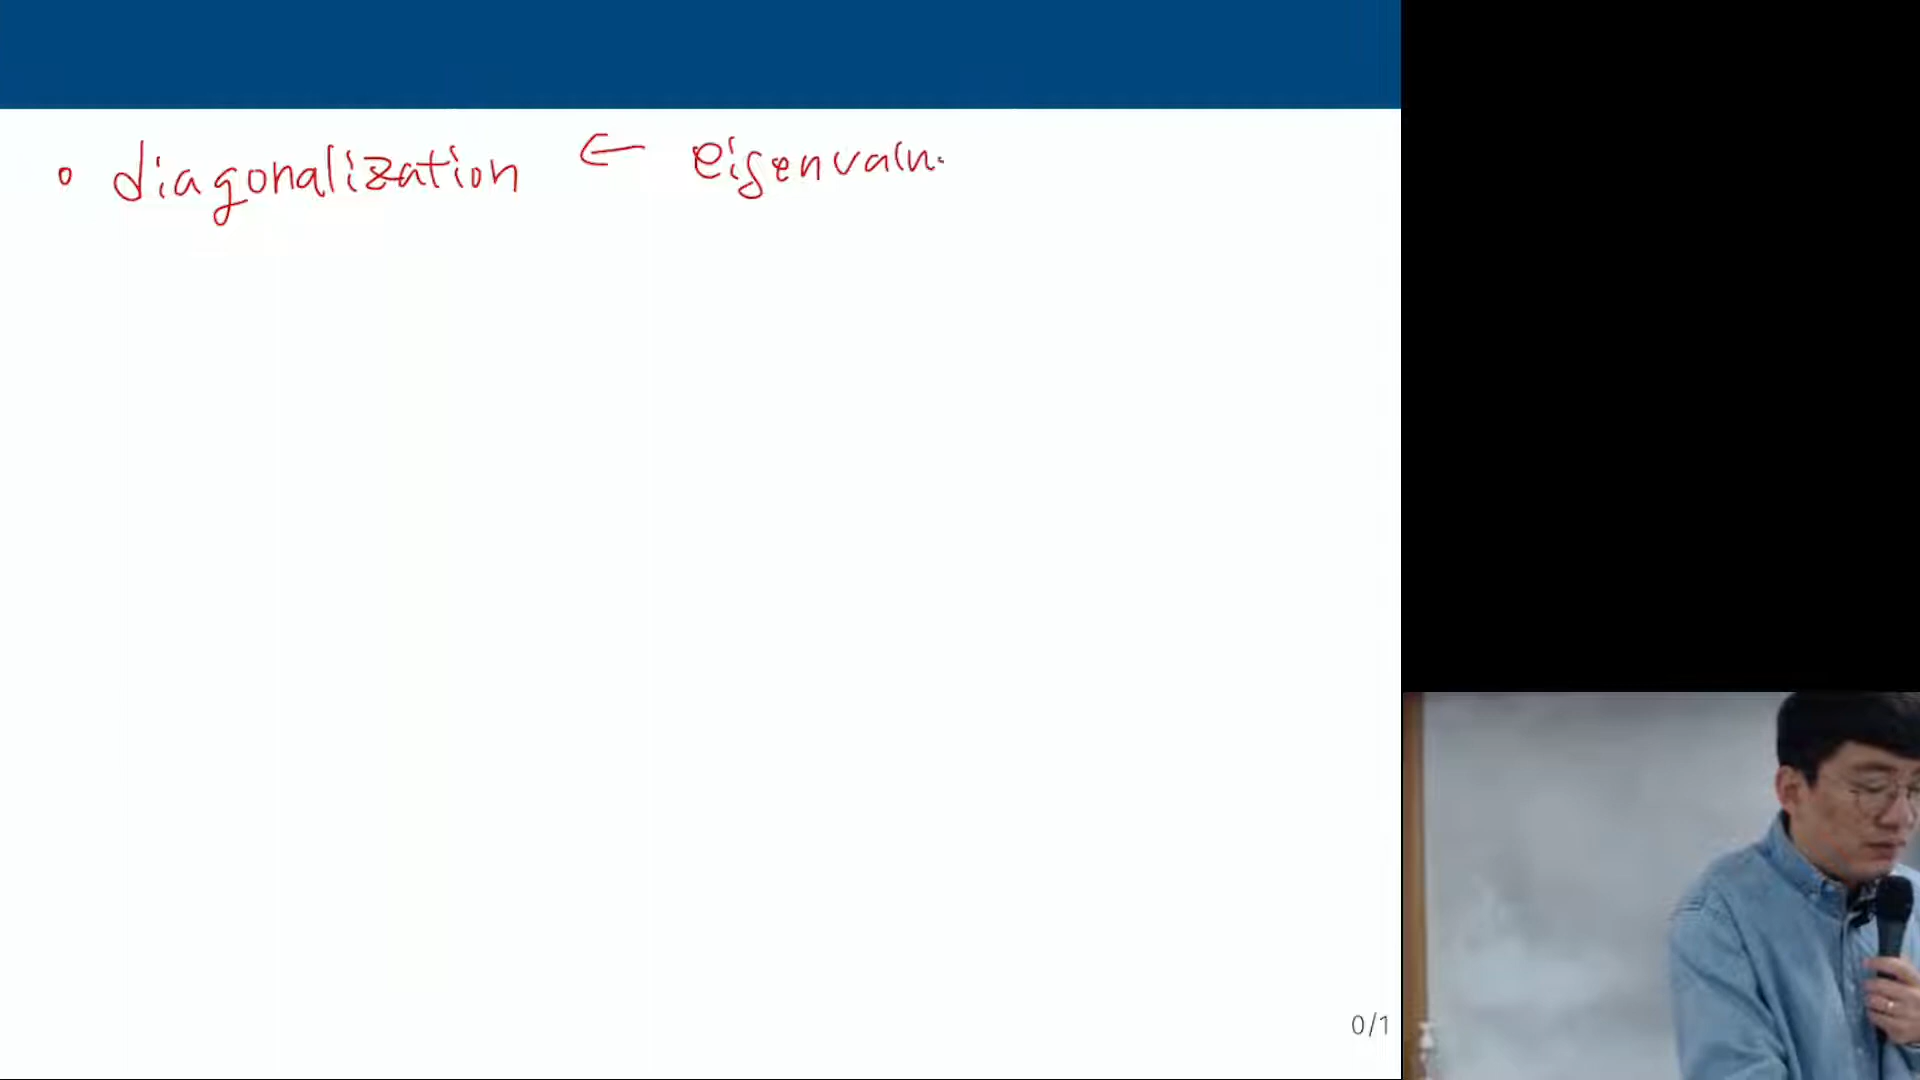 ∘ diagonalization ← eigenvalu
0/1